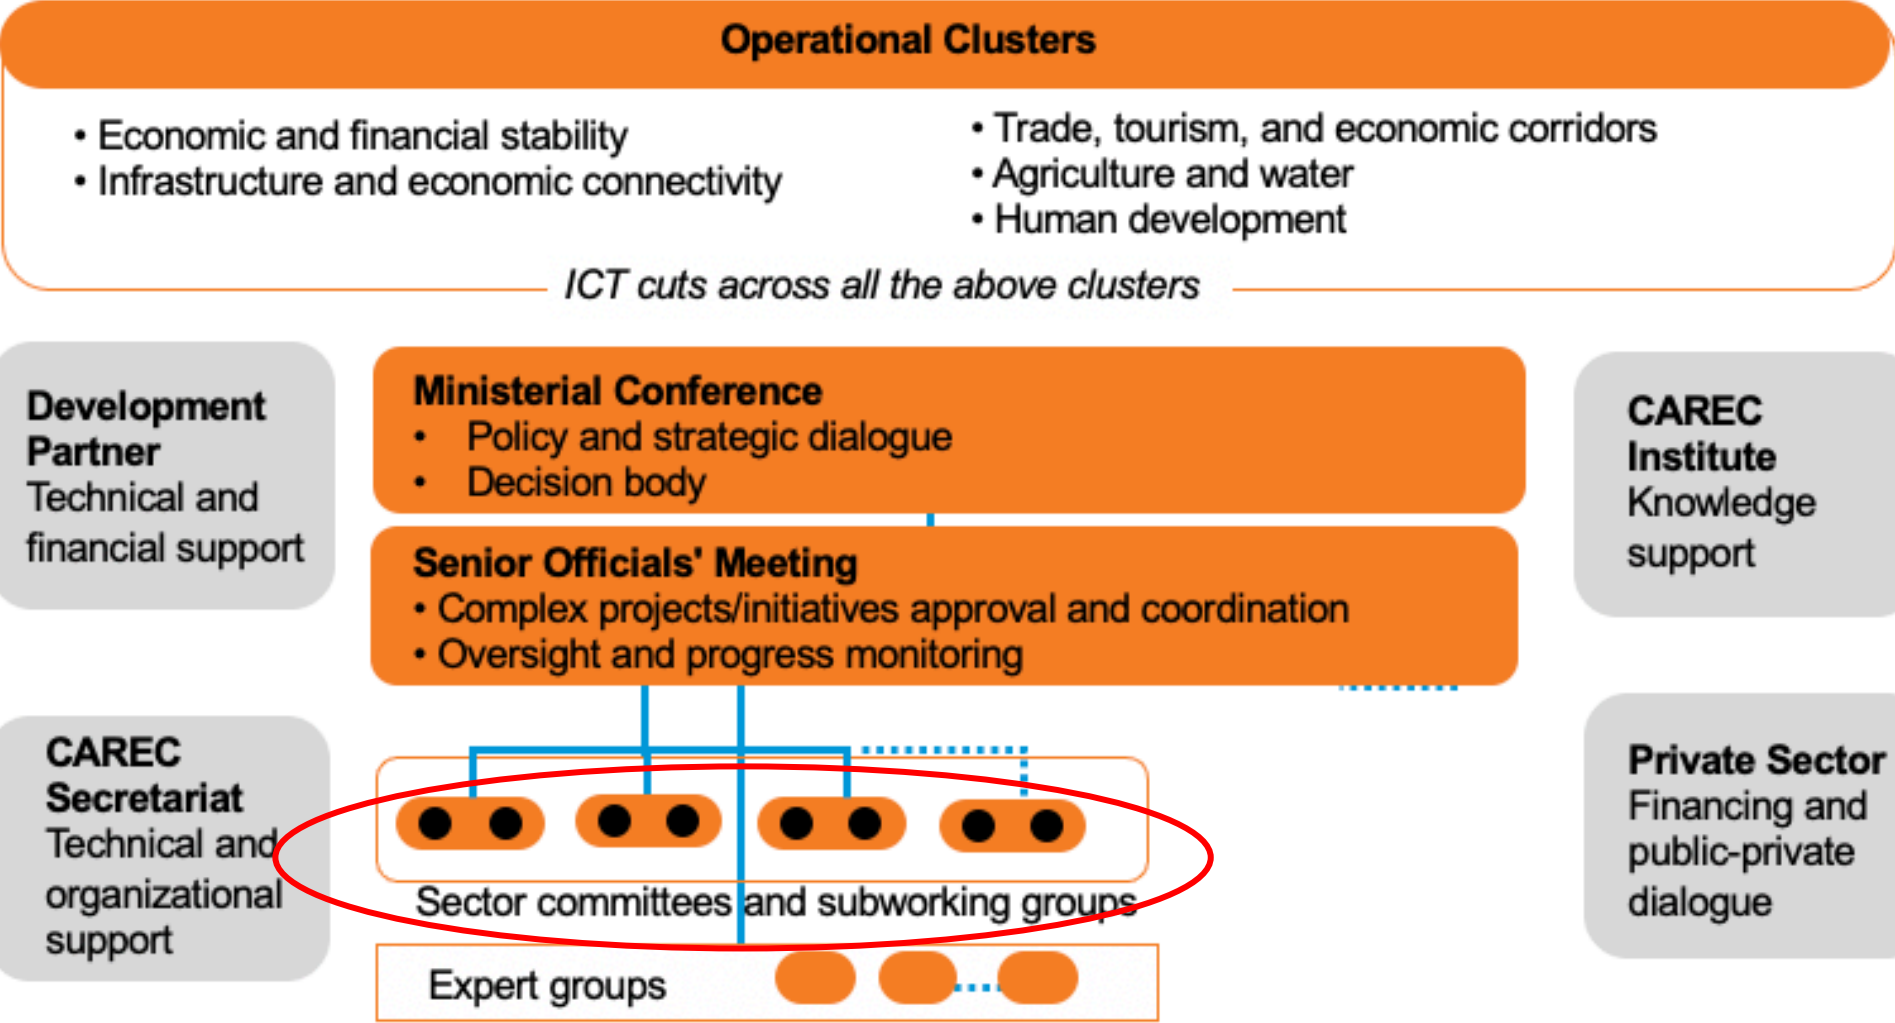 Operational Clusters
• Economic and financial stability
• Infrastructure and economic connectivity
• Trade, tourism, and economic corridors
• Agriculture and water
• Human development
ICT cuts across all the above clusters
Development
Partner
Technical and
financial support
Ministerial Conference
• Policy and strategic dialogue
• Decision body
CAREC
Institute
Knowledge
support
Senior Officials' Meeting
• Complex projects/initiatives approval and coordination
• Oversight and progress monitoring
CAREC
Secretariat
Technical and
organizational
support
Sector committees and subworking groups
Private Sector
Financing and
public-private
dialogue
Expert groups